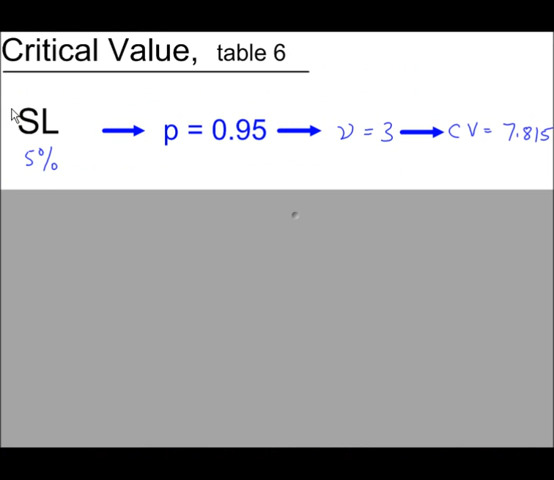 Critical Value, table 6
SL → p = 0.95 → ν = 3 → CV = 7.815
5%